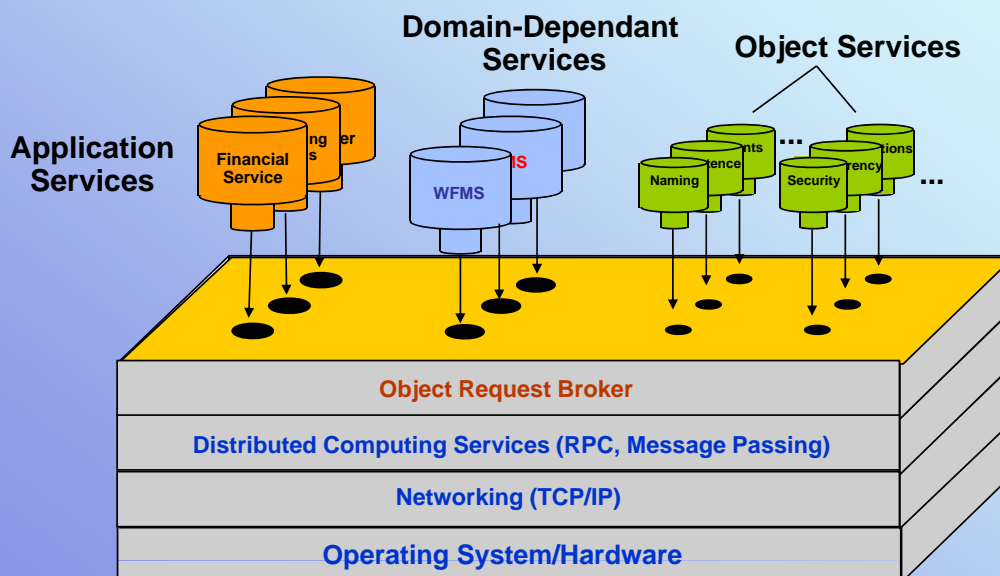 Domain-Dependant
Services
Object Services
Application
Services
Financial
Service
WFMS
MS
Naming
Security
...
...
Object Request Broker
Distributed Computing Services (RPC, Message Passing)
Networking (TCP/IP)
Operating System/Hardware